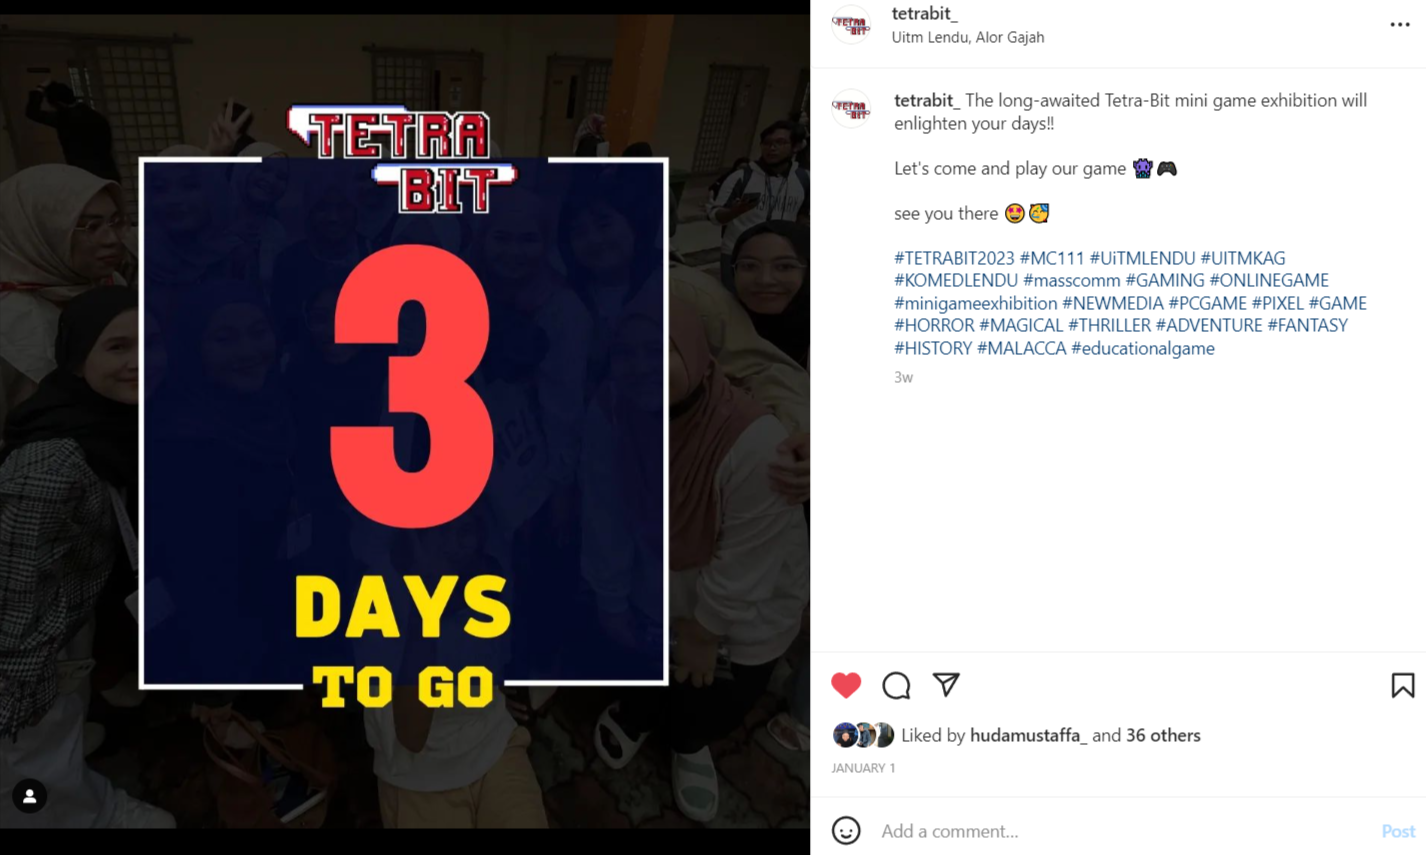 TETRA
BIT
3
DAYS
TO GO
tetrabit_
Uitm Lendu, Alor Gajah
tetrabit_ The long-awaited Tetra-Bit mini game exhibition will
enlighten your days!!
Let's come and play our game 👾🎮
see you there 🤩🥳
#TETRABIT2023 #MC111 #UiTMLENDU #UITMKAG
#KOMEDLENDU #masscomm #GAMING #ONLINEGAME
#minigameexhibition #NEWMEDIA #PCGAME #PIXEL #GAME
#HORROR #MAGICAL #THRILLER #ADVENTURE #FANTASY
#HISTORY #MALACCA #educationalgame
3w
Liked by hudamustaffa_ and 36 others
JANUARY 1
Add a comment...
Post